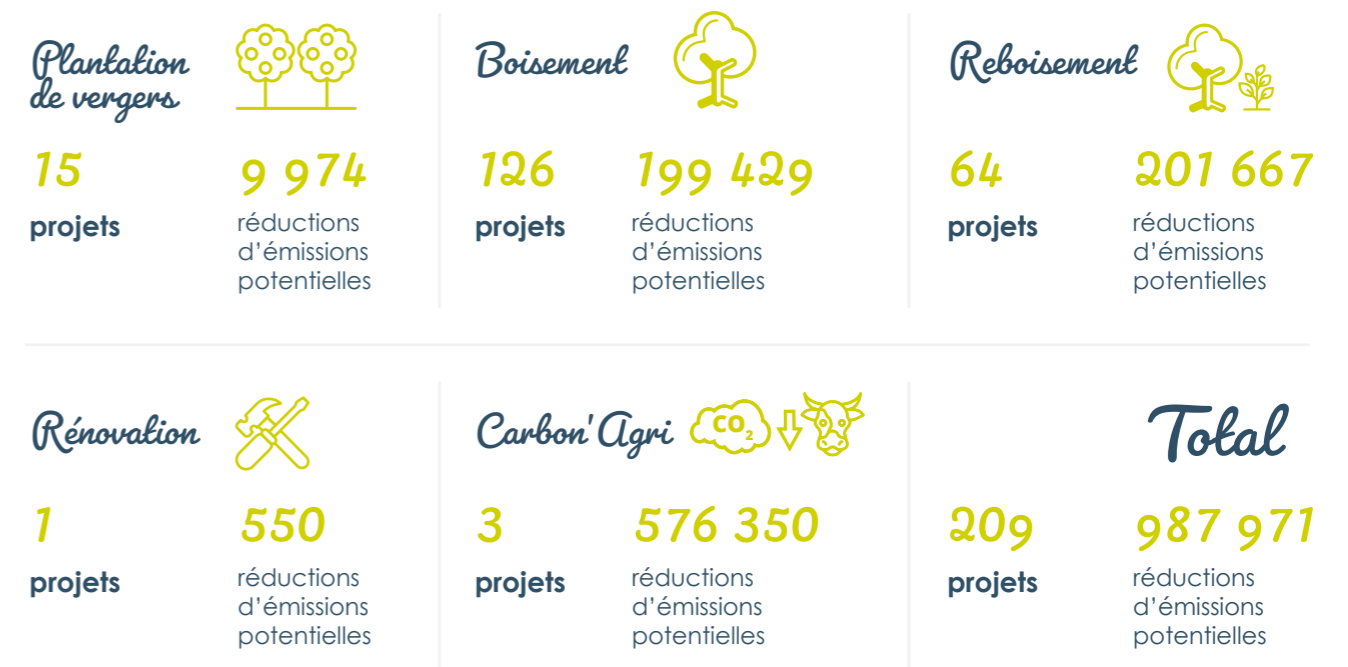 Plantation
de vergers
15
projets
9 974
réductions
d’émissions
potentielles
Boisement
126
projets
199 429
réductions
d’émissions
potentielles
Reboisement
64
projets
201 667
réductions
d’émissions
potentielles
Rénovation
1
projets
550
réductions
d’émissions
potentielles
Carbon'Agri
CO₂
3
projets
576 350
réductions
d’émissions
potentielles
Total
209
projets
987 971
réductions
d’émissions
potentielles